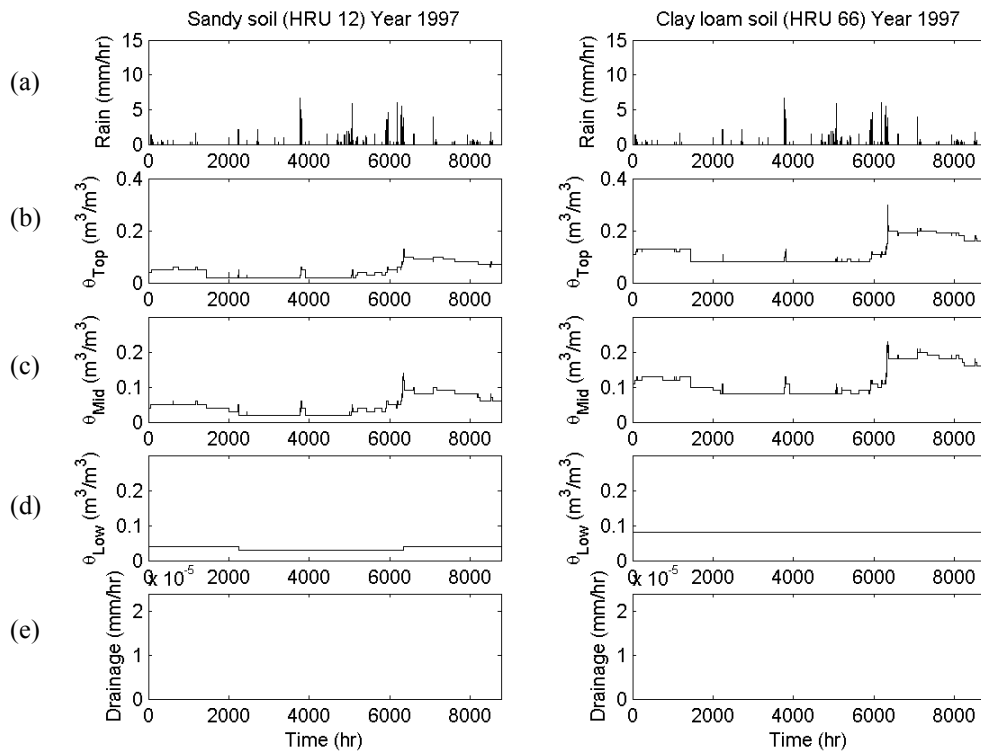 Sandy soil (HRU 12) Year 1997
Clay loam soil (HRU 66) Year 1997
(a)
Rain (mm/hr)
15
10
5
0
0 2000 4000 6000 8000
Rain (mm/hr)
15
10
5
0
0 2000 4000 6000 8000
(b)
θTop (m³/m³)
0.4
0.2
0
0 2000 4000 6000 8000
θTop (m³/m³)
0.4
0.2
0
0 2000 4000 6000 8000
(c)
θMid (m³/m³)
0.2
0.1
0
0 2000 4000 6000 8000
θMid (m³/m³)
0.2
0.1
0
0 2000 4000 6000 8000
(d)
θLow (m³/m³)
0.2
0.1
0
0 2000 4000 6000 8000
θLow (m³/m³)
0.2
0.1
0
0 2000 4000 6000 8000
(e)
x 10⁻⁵
Drainage (mm/hr)
2
1
0
0 2000 4000 6000 8000
Time (hr)
x 10⁻⁵
Drainage (mm/hr)
2
1
0
0 2000 4000 6000 8000
Time (hr)